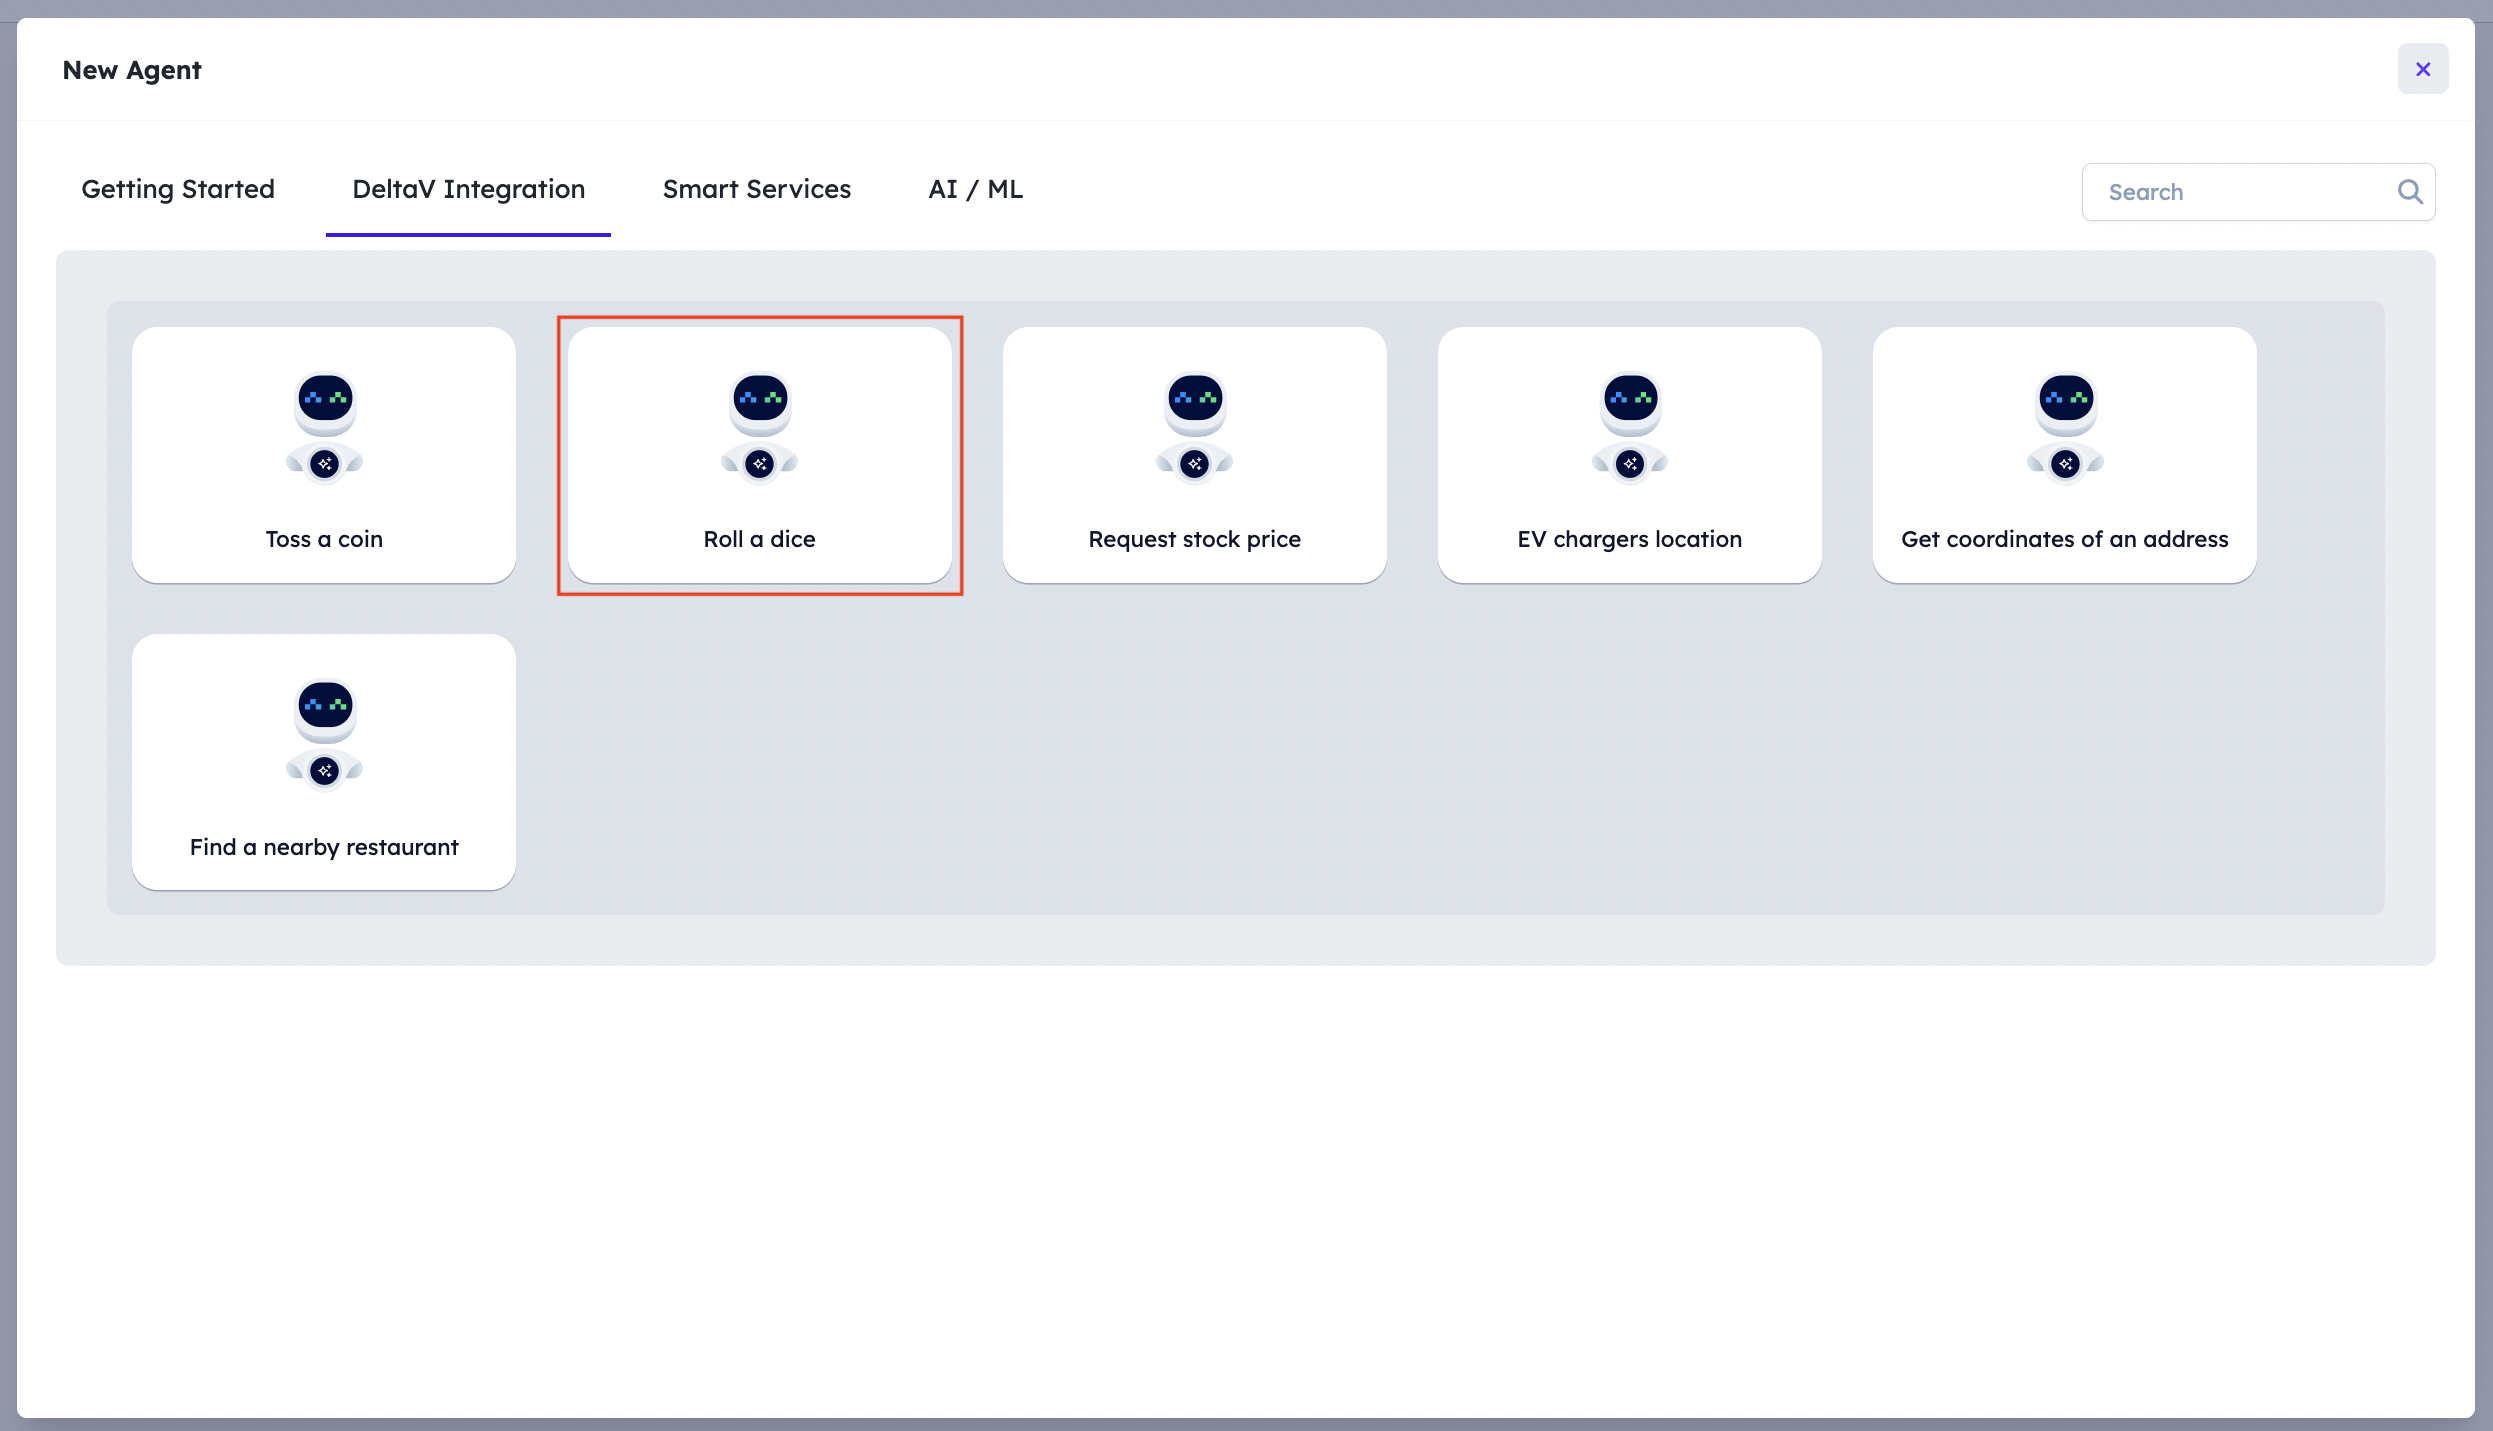 New Agent
Getting Started
DeltaV Integration
Smart Services
AI / ML
Search
Toss a coin
Roll a dice
Request stock price
EV chargers location
Get coordinates of an address
Find a nearby restaurant